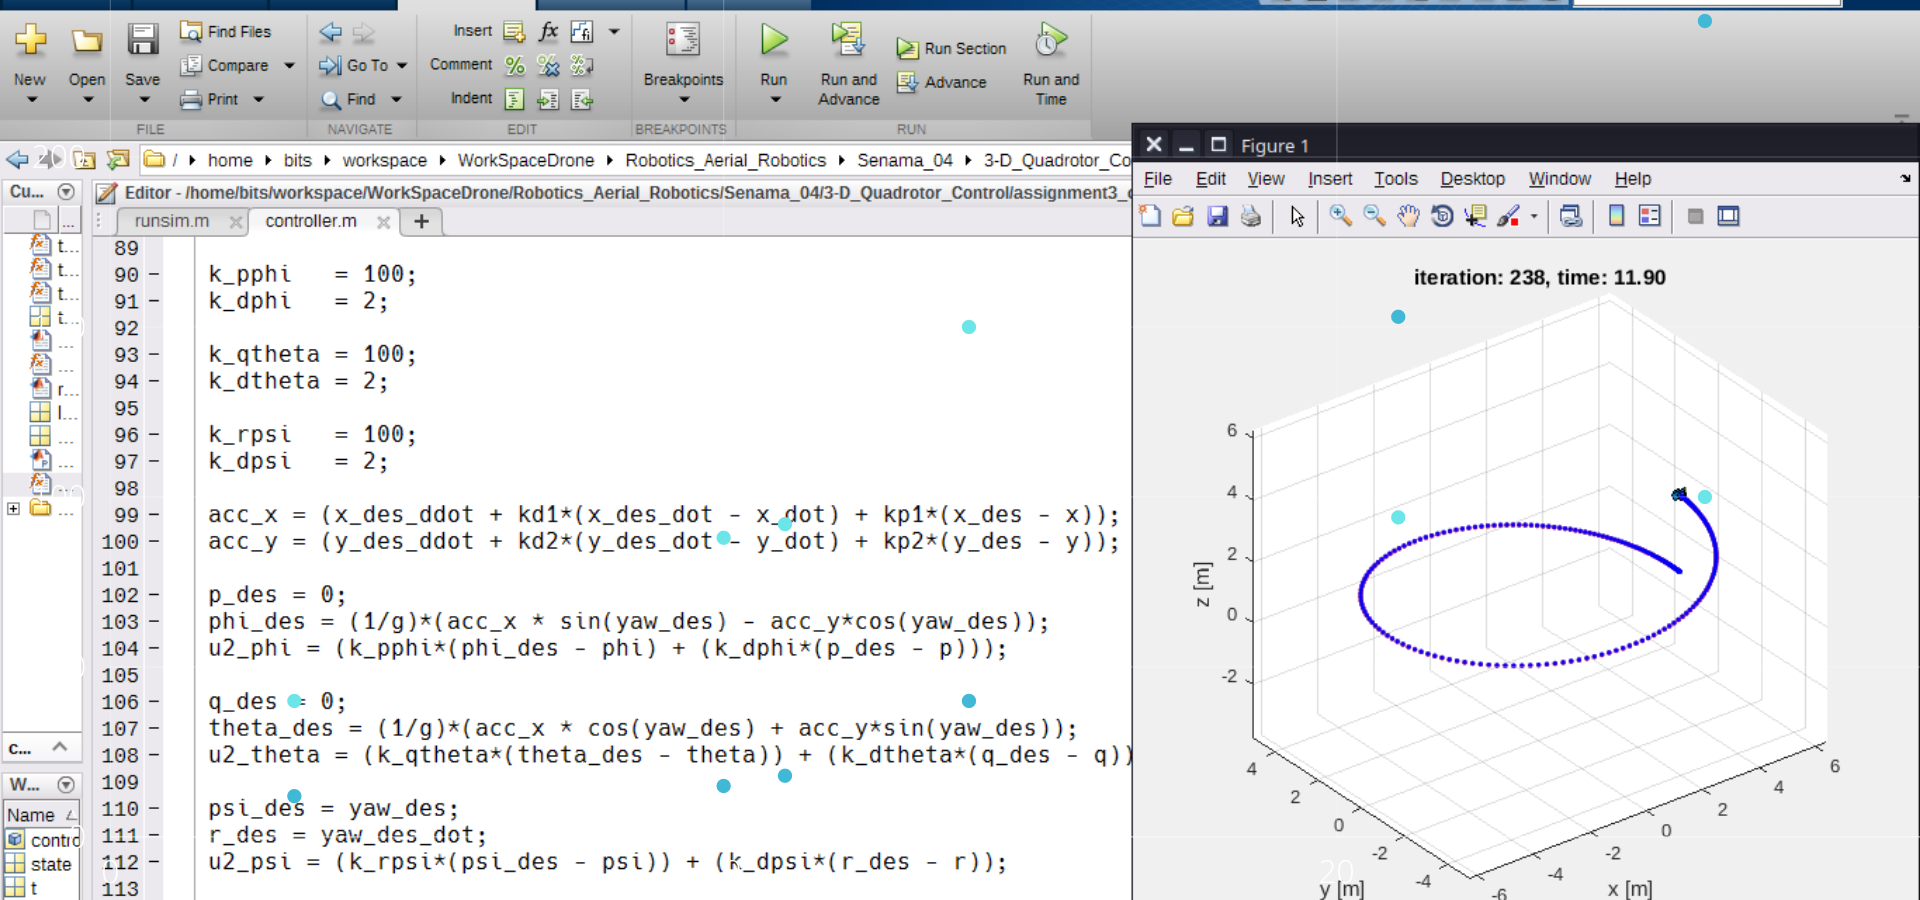 Find Files
Insert
fx
New
Open
Save
Compare
Go To
Comment
Breakpoints
Run
Run and
Advance
Run Section
Advance
Run and
Time
Print
Find
Indent
FILE
NAVIGATE
EDIT
BREAKPOINTS
RUN
/ home bits workspace WorkSpaceDrone Robotics_Aerial_Robotics Senama_04 3-D_Quadrotor_Co
Cu...
Editor - /home/bits/workspace/WorkSpaceDrone/Robotics_Aerial_Robotics/Senama_04/3-D_Quadrotor_Control/assignment3_
runsim.m
controller.m
+
89
90 - k_pphi = 100;
91 - k_dphi = 2;
92
93 - k_qtheta = 100;
94 - k_dtheta = 2;
95
96 - k_rpsi = 100;
97 - k_dpsi = 2;
98
99 - acc_x = (x_des_ddot + kd1*(x_des_dot - x_dot) + kp1*(x_des - x));
100 - acc_y = (y_des_ddot + kd2*(y_des_dot - y_dot) + kp2*(y_des - y));
101
102 - p_des = 0;
103 - phi_des = (1/g)*(acc_x * sin(yaw_des) - acc_y*cos(yaw_des));
104 - u2_phi = (k_pphi*(phi_des - phi) + (k_dphi*(p_des - p)));
105
106 - q_des = 0;
107 - theta_des = (1/g)*(acc_x * cos(yaw_des) + acc_y*sin(yaw_des));
108 - u2_theta = (k_qtheta*(theta_des - theta)) + (k_dtheta*(q_des - q))
109
110 - psi_des = yaw_des;
111 - r_des = yaw_des_dot;
112 - u2_psi = (k_rpsi*(psi_des - psi)) + (k_dpsi*(r_des - r));
113
t...
t...
t...
t...
...
...
r...
l...
...
...
...
...
c...
W...
Name
contro
state
t
Figure 1
File Edit View Insert Tools Desktop Window Help
iteration: 238, time: 11.90
6
4
2
0
-2
z [m]
4
2
0
-2
-4
y [m]
-6
-4
-2
0
2
4
6
x [m]
20